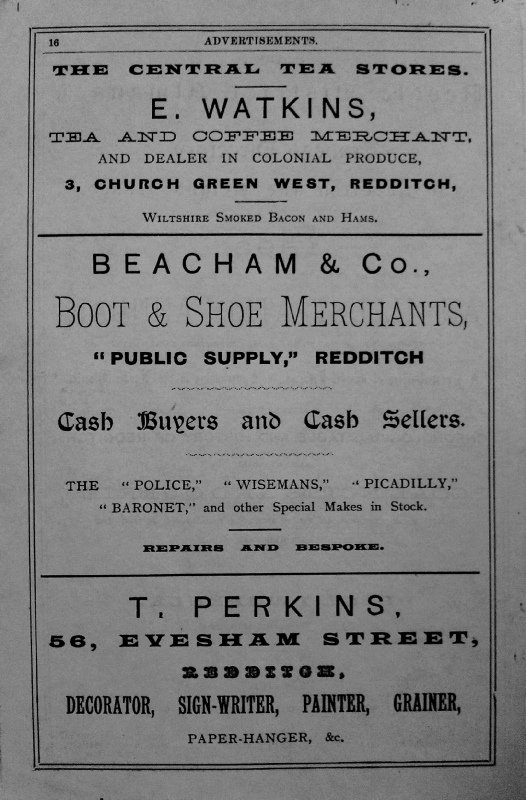 16 ADVERTISEMENTS.
THE CENTRAL TEA STORES.
E. WATKINS,
TEA AND COFFEE MERCHANT,
AND DEALER IN COLONIAL PRODUCE,
3, CHURCH GREEN WEST, REDDITCH,
WILTSHIRE SMOKED BACON AND HAMS.
BEACHAM & Co.,
BOOT & SHOE MERCHANTS,
"PUBLIC SUPPLY," REDDITCH
Cash Buyers and Cash Sellers.
THE "POLICE," "WISEMANS," "PICADILLY,"
"BARONET," and other Special Makes in Stock.
REPAIRS AND BESPOKE.
T. PERKINS,
56, EVESHAM STREET,
REDDITCH,
DECORATOR, SIGN-WRITER, PAINTER, GRAINER,
PAPER-HANGER, &c.